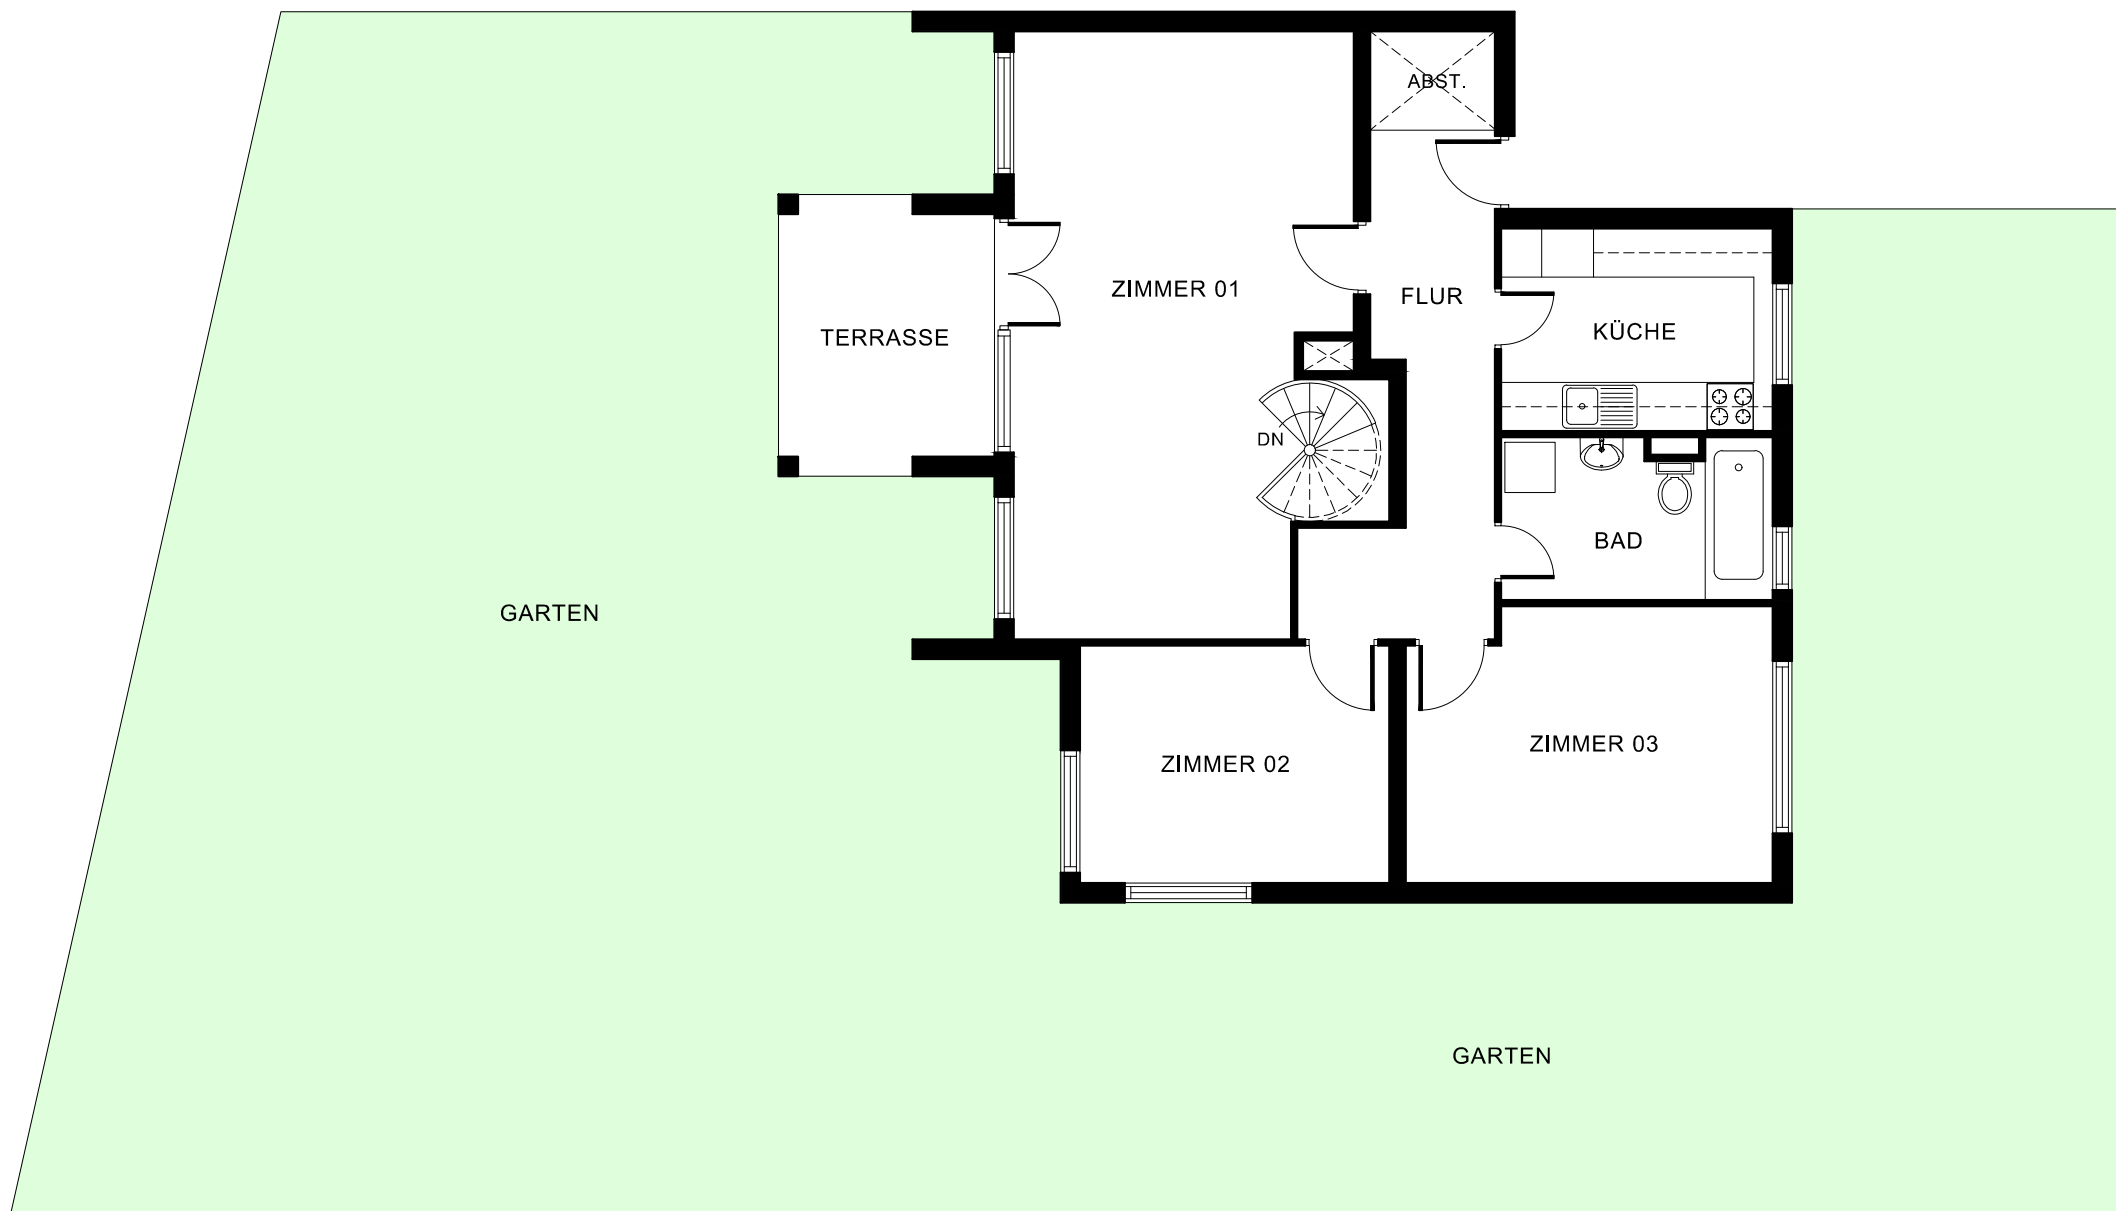 ABST.
ZIMMER 01
FLUR
KÜCHE
TERRASSE
DN
BAD
GARTEN
ZIMMER 03
ZIMMER 02
GARTEN